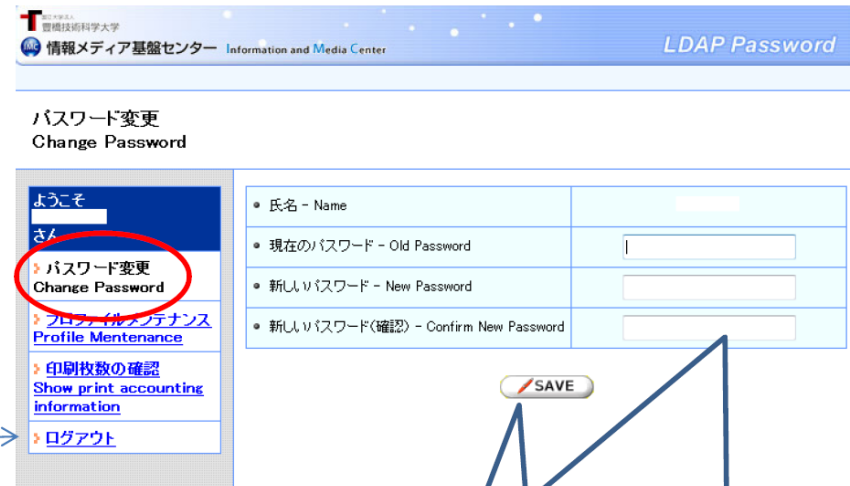 国立大学法人
豊橋技術科学大学
情報メディア基盤センター Information and Media Center
LDAP Password
パスワード変更
Change Password
ようこそ
さん
パスワード変更
Change Password
プロファイルメンテナンス
Profile Mentenance
印刷枚数の確認
Show print accounting
information
ログアウト
氏名 - Name
現在のパスワード - Old Password
新しいパスワード - New Password
新しいパスワード(確認) - Confirm New Password
SAVE